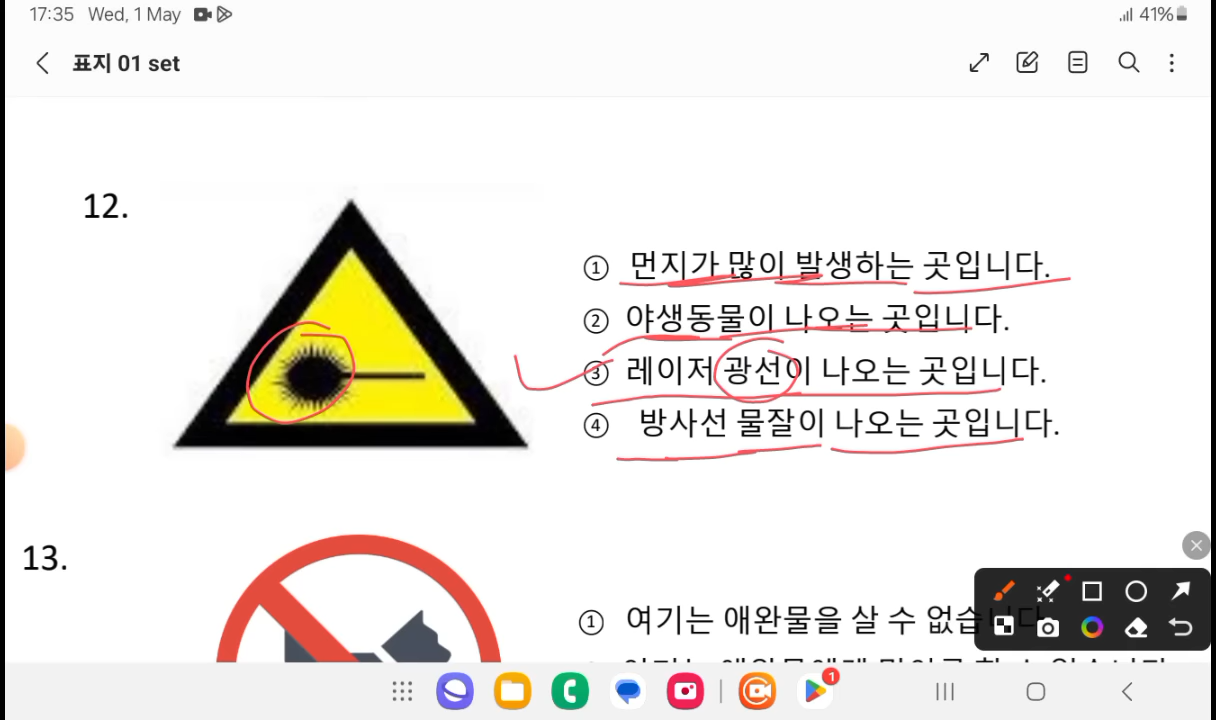 17:35 Wed, 1 May
41%
표지 01 set
12.
① 먼지가 많이 발생하는 곳입니다.
② 야생동물이 나오는 곳입니다.
③ 레이저 광선이 나오는 곳입니다.
④ 방사선 물잘이 나오는 곳입니다.
13.
① 여기는 애완물을 살 수 없습니다.
1